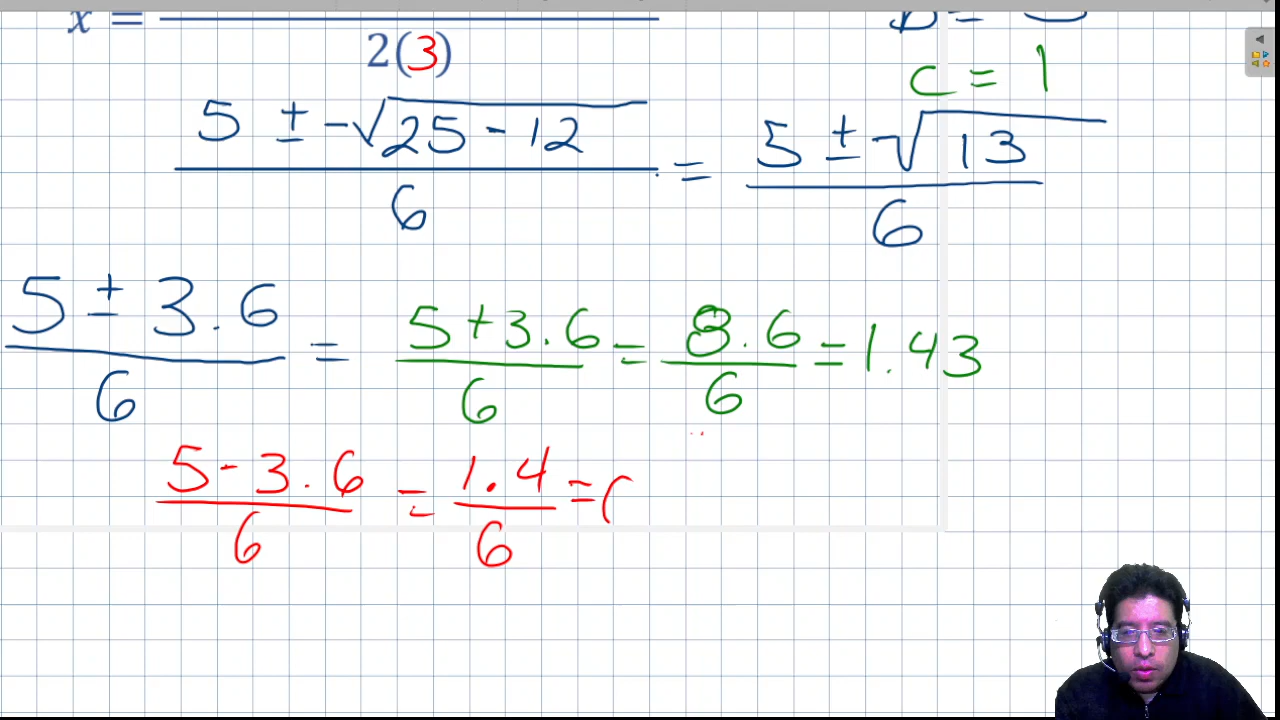 x =
2(3)
c = 1
5 ± -√25 - 12 / 6 = 5 ± √13 / 6
5 ± 3.6 / 6 = 5 + 3.6 / 6 = 8.6 / 6 = 1.43
5 - 3.6 / 6 = 1.4 / 6 =